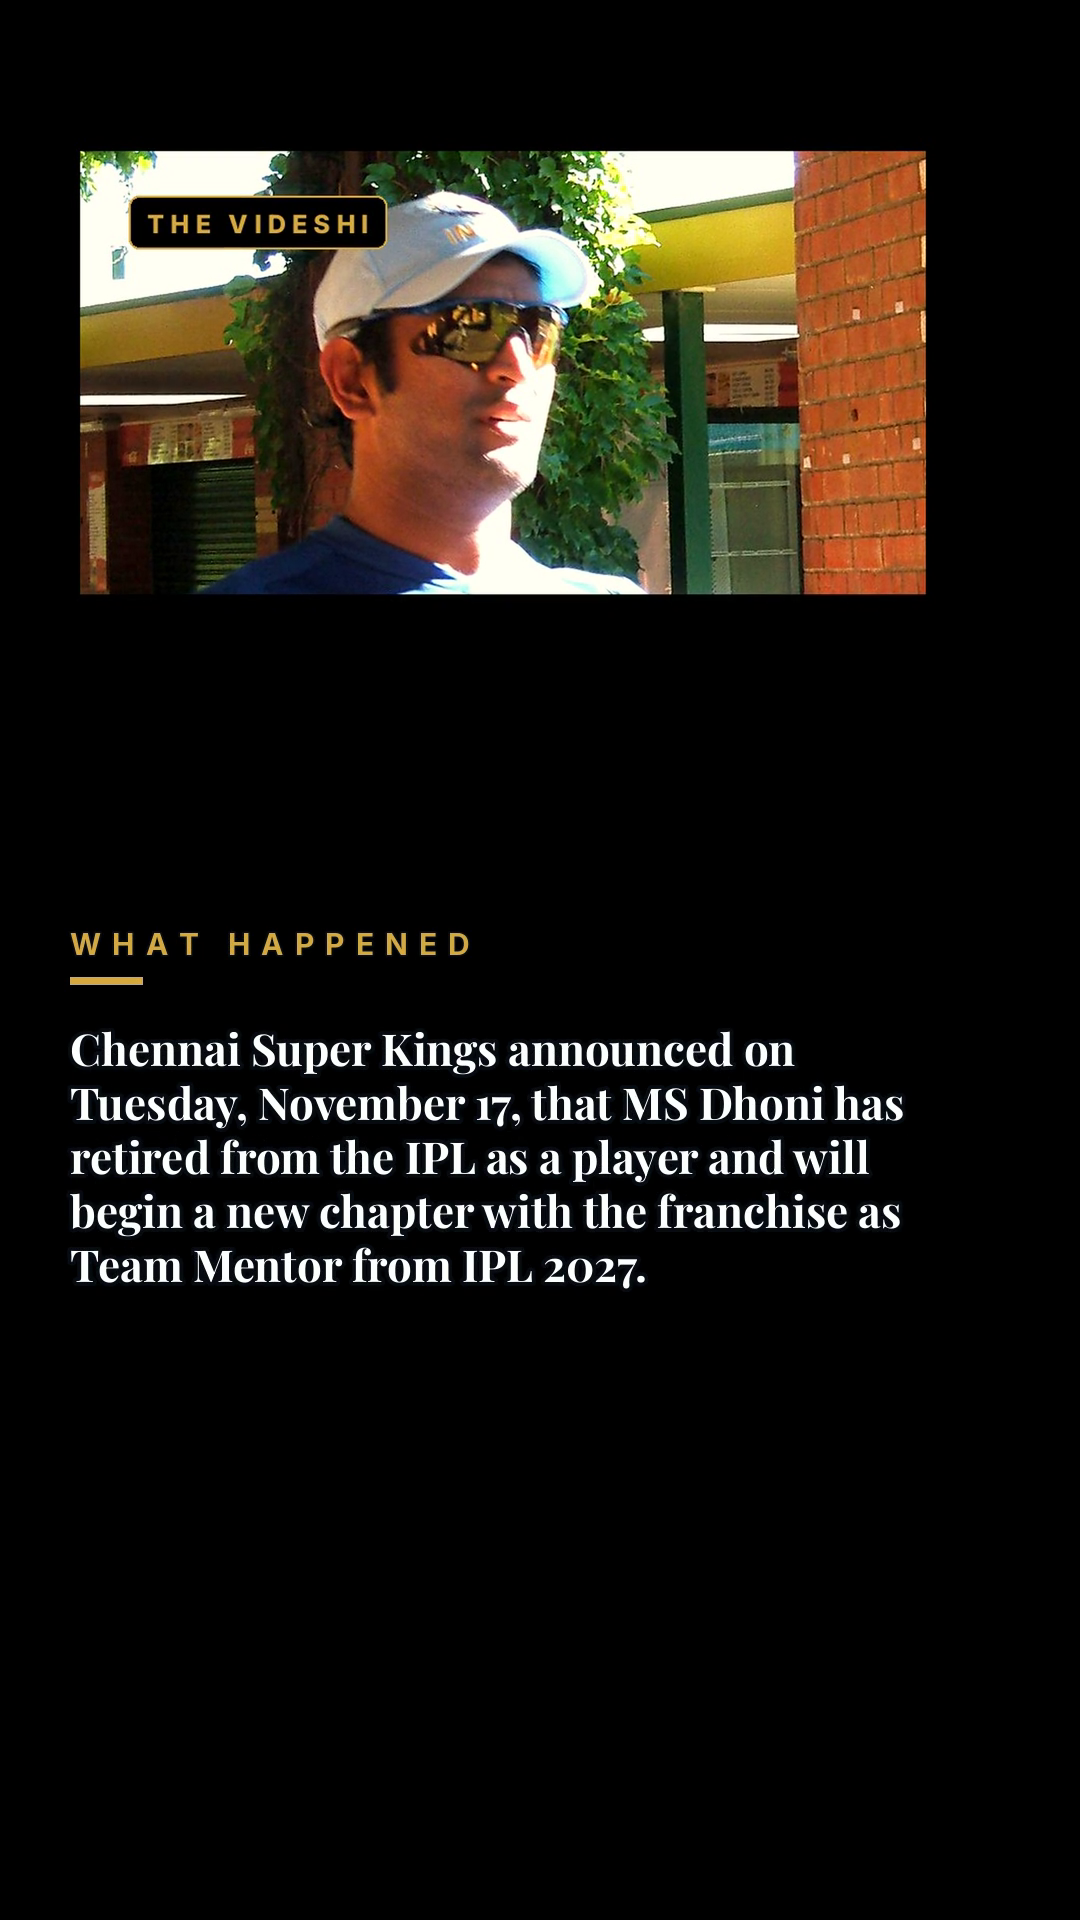 THE VIDESHI
IN
WHAT HAPPENED
Chennai Super Kings announced on
Tuesday, November 17, that MS Dhoni has
retired from the IPL as a player and will
begin a new chapter with the franchise as
Team Mentor from IPL 2027.